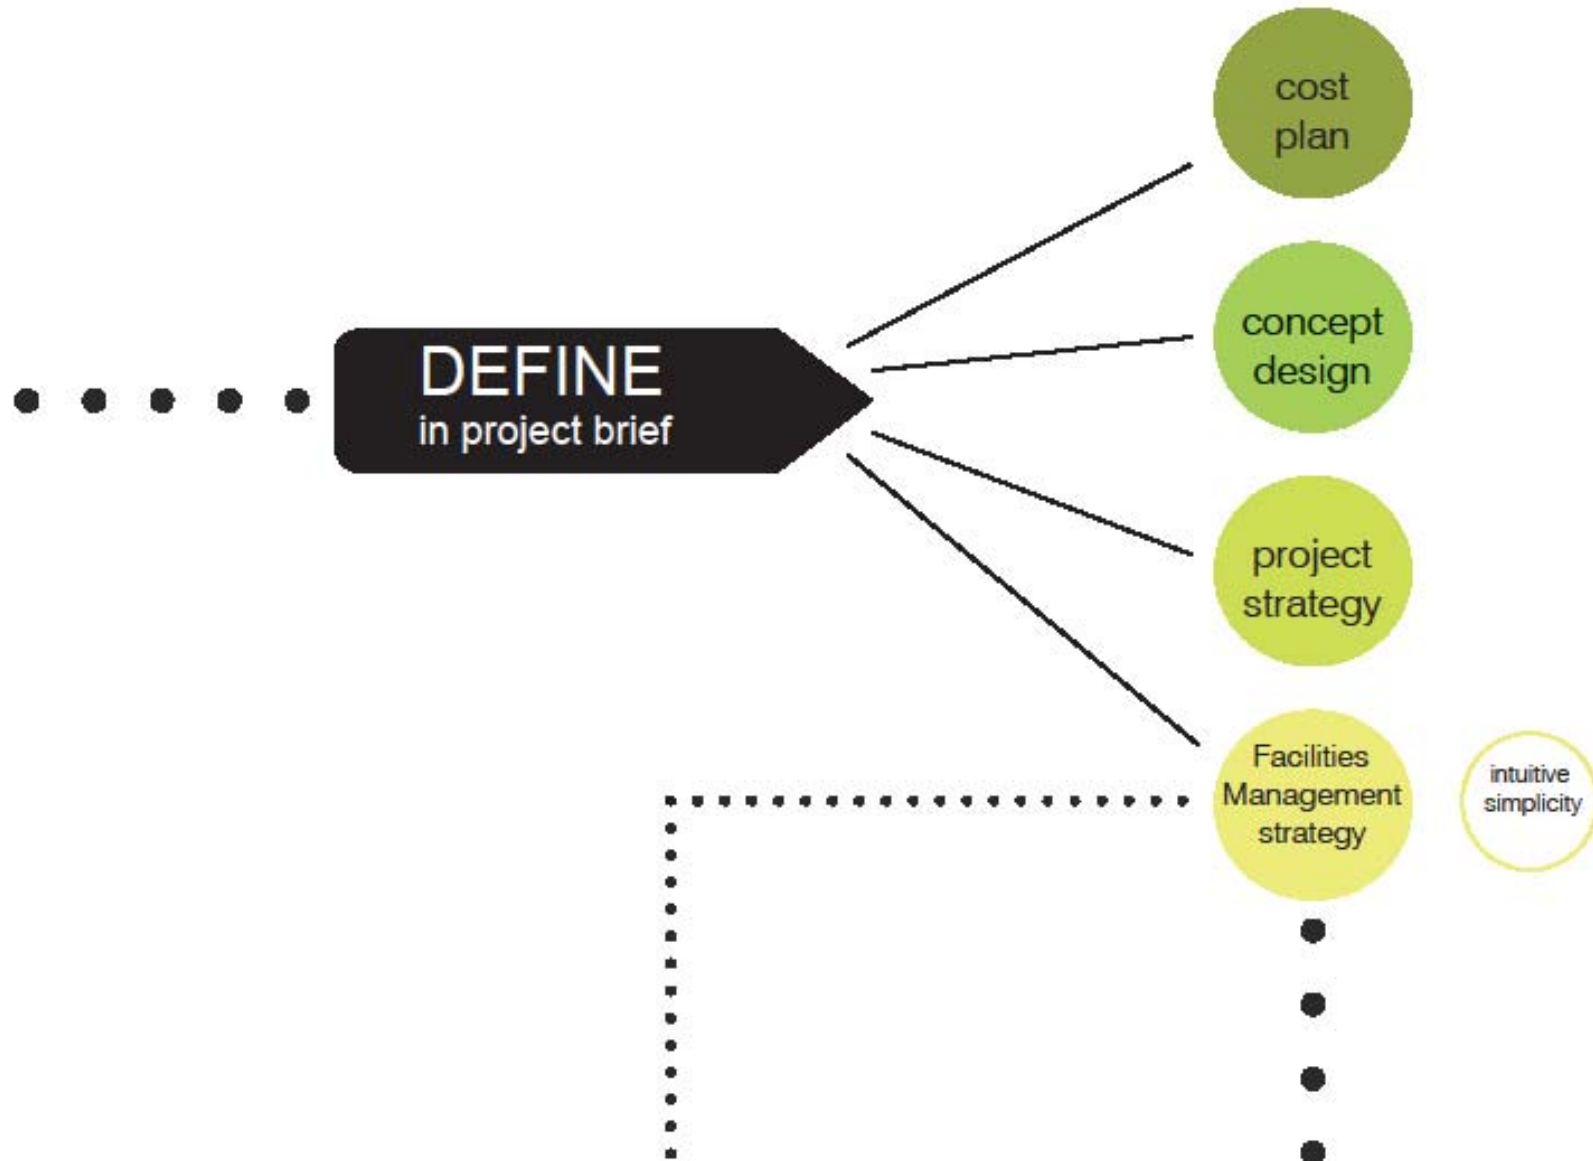 cost
plan
DEFINE
in project brief
concept
design
project
strategy
Facilities
Management
strategy
intuitive
simplicity